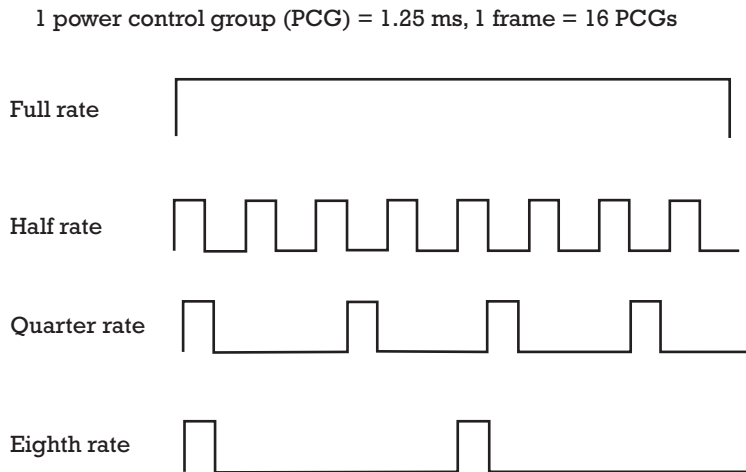 1 power control group (PCG) = 1.25 ms, 1 frame = 16 PCGs
Full rate
Half rate
Quarter rate
Eighth rate